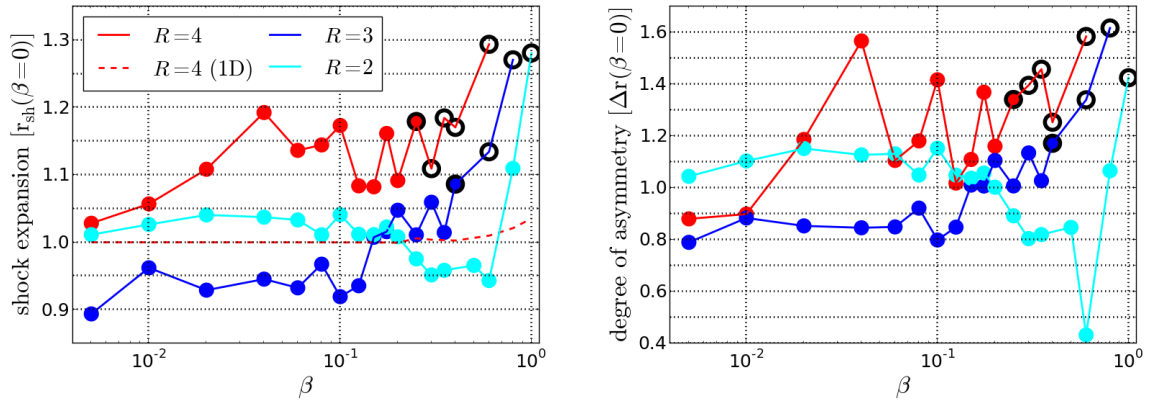 shock expansion [r_sh(β=0)]
1.3
1.2
1.1
1.0
0.9
R=4
R=4 (1D)
R=3
R=2
10^-2
10^-1
10^0
β
degree of asymmetry [Δr(β=0)]
1.6
1.4
1.2
1.0
0.8
0.6
0.4
10^-2
10^-1
10^0
β